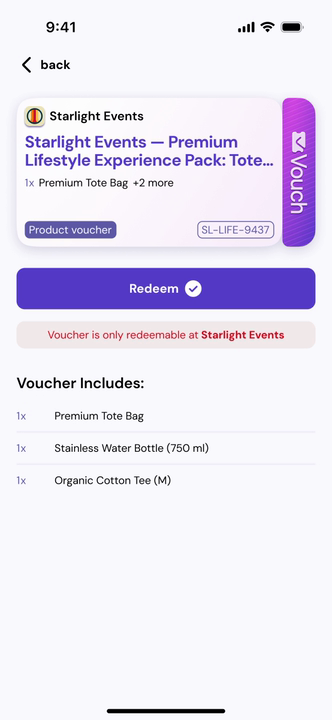 9:41
back
Starlight Events
Starlight Events — Premium
Lifestyle Experience Pack: Tote...
1x Premium Tote Bag +2 more
Product voucher
SL-LIFE-9437
Vouch
Redeem
Voucher is only redeemable at Starlight Events
Voucher Includes:
1x Premium Tote Bag
1x Stainless Water Bottle (750 ml)
1x Organic Cotton Tee (M)